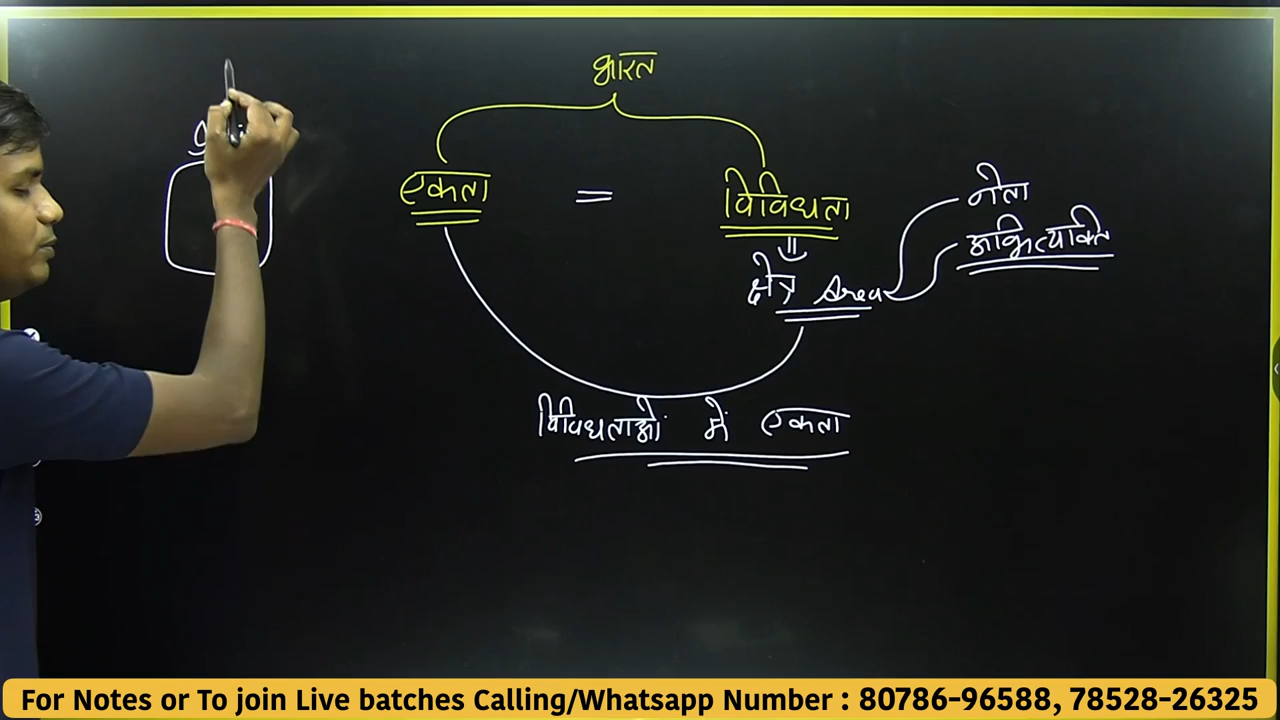 भारत
एकता = विविधता
नेता
अभिव्यक्ति
क्षेत्र Area
विविधताओं में एकता
For Notes or To join Live batches Calling/Whatsapp Number : 80786-96588, 78528-26325